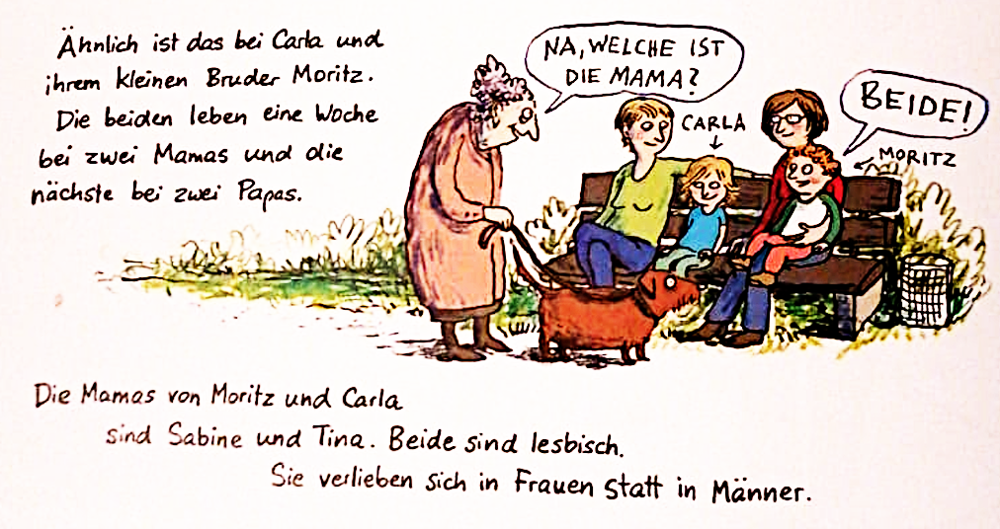 Ähnlich ist das bei Carla und
ihrem kleinen Bruder Moritz.
Die beiden leben eine Woche
bei zwei Mamas und die
nächste bei zwei Papas.
NA, WELCHE IST
DIE MAMA?
BEIDE!
CARLA
MORITZ
Die Mamas von Moritz und Carla
sind Sabine und Tina. Beide sind lesbisch.
Sie verlieben sich in Frauen statt in Männer.